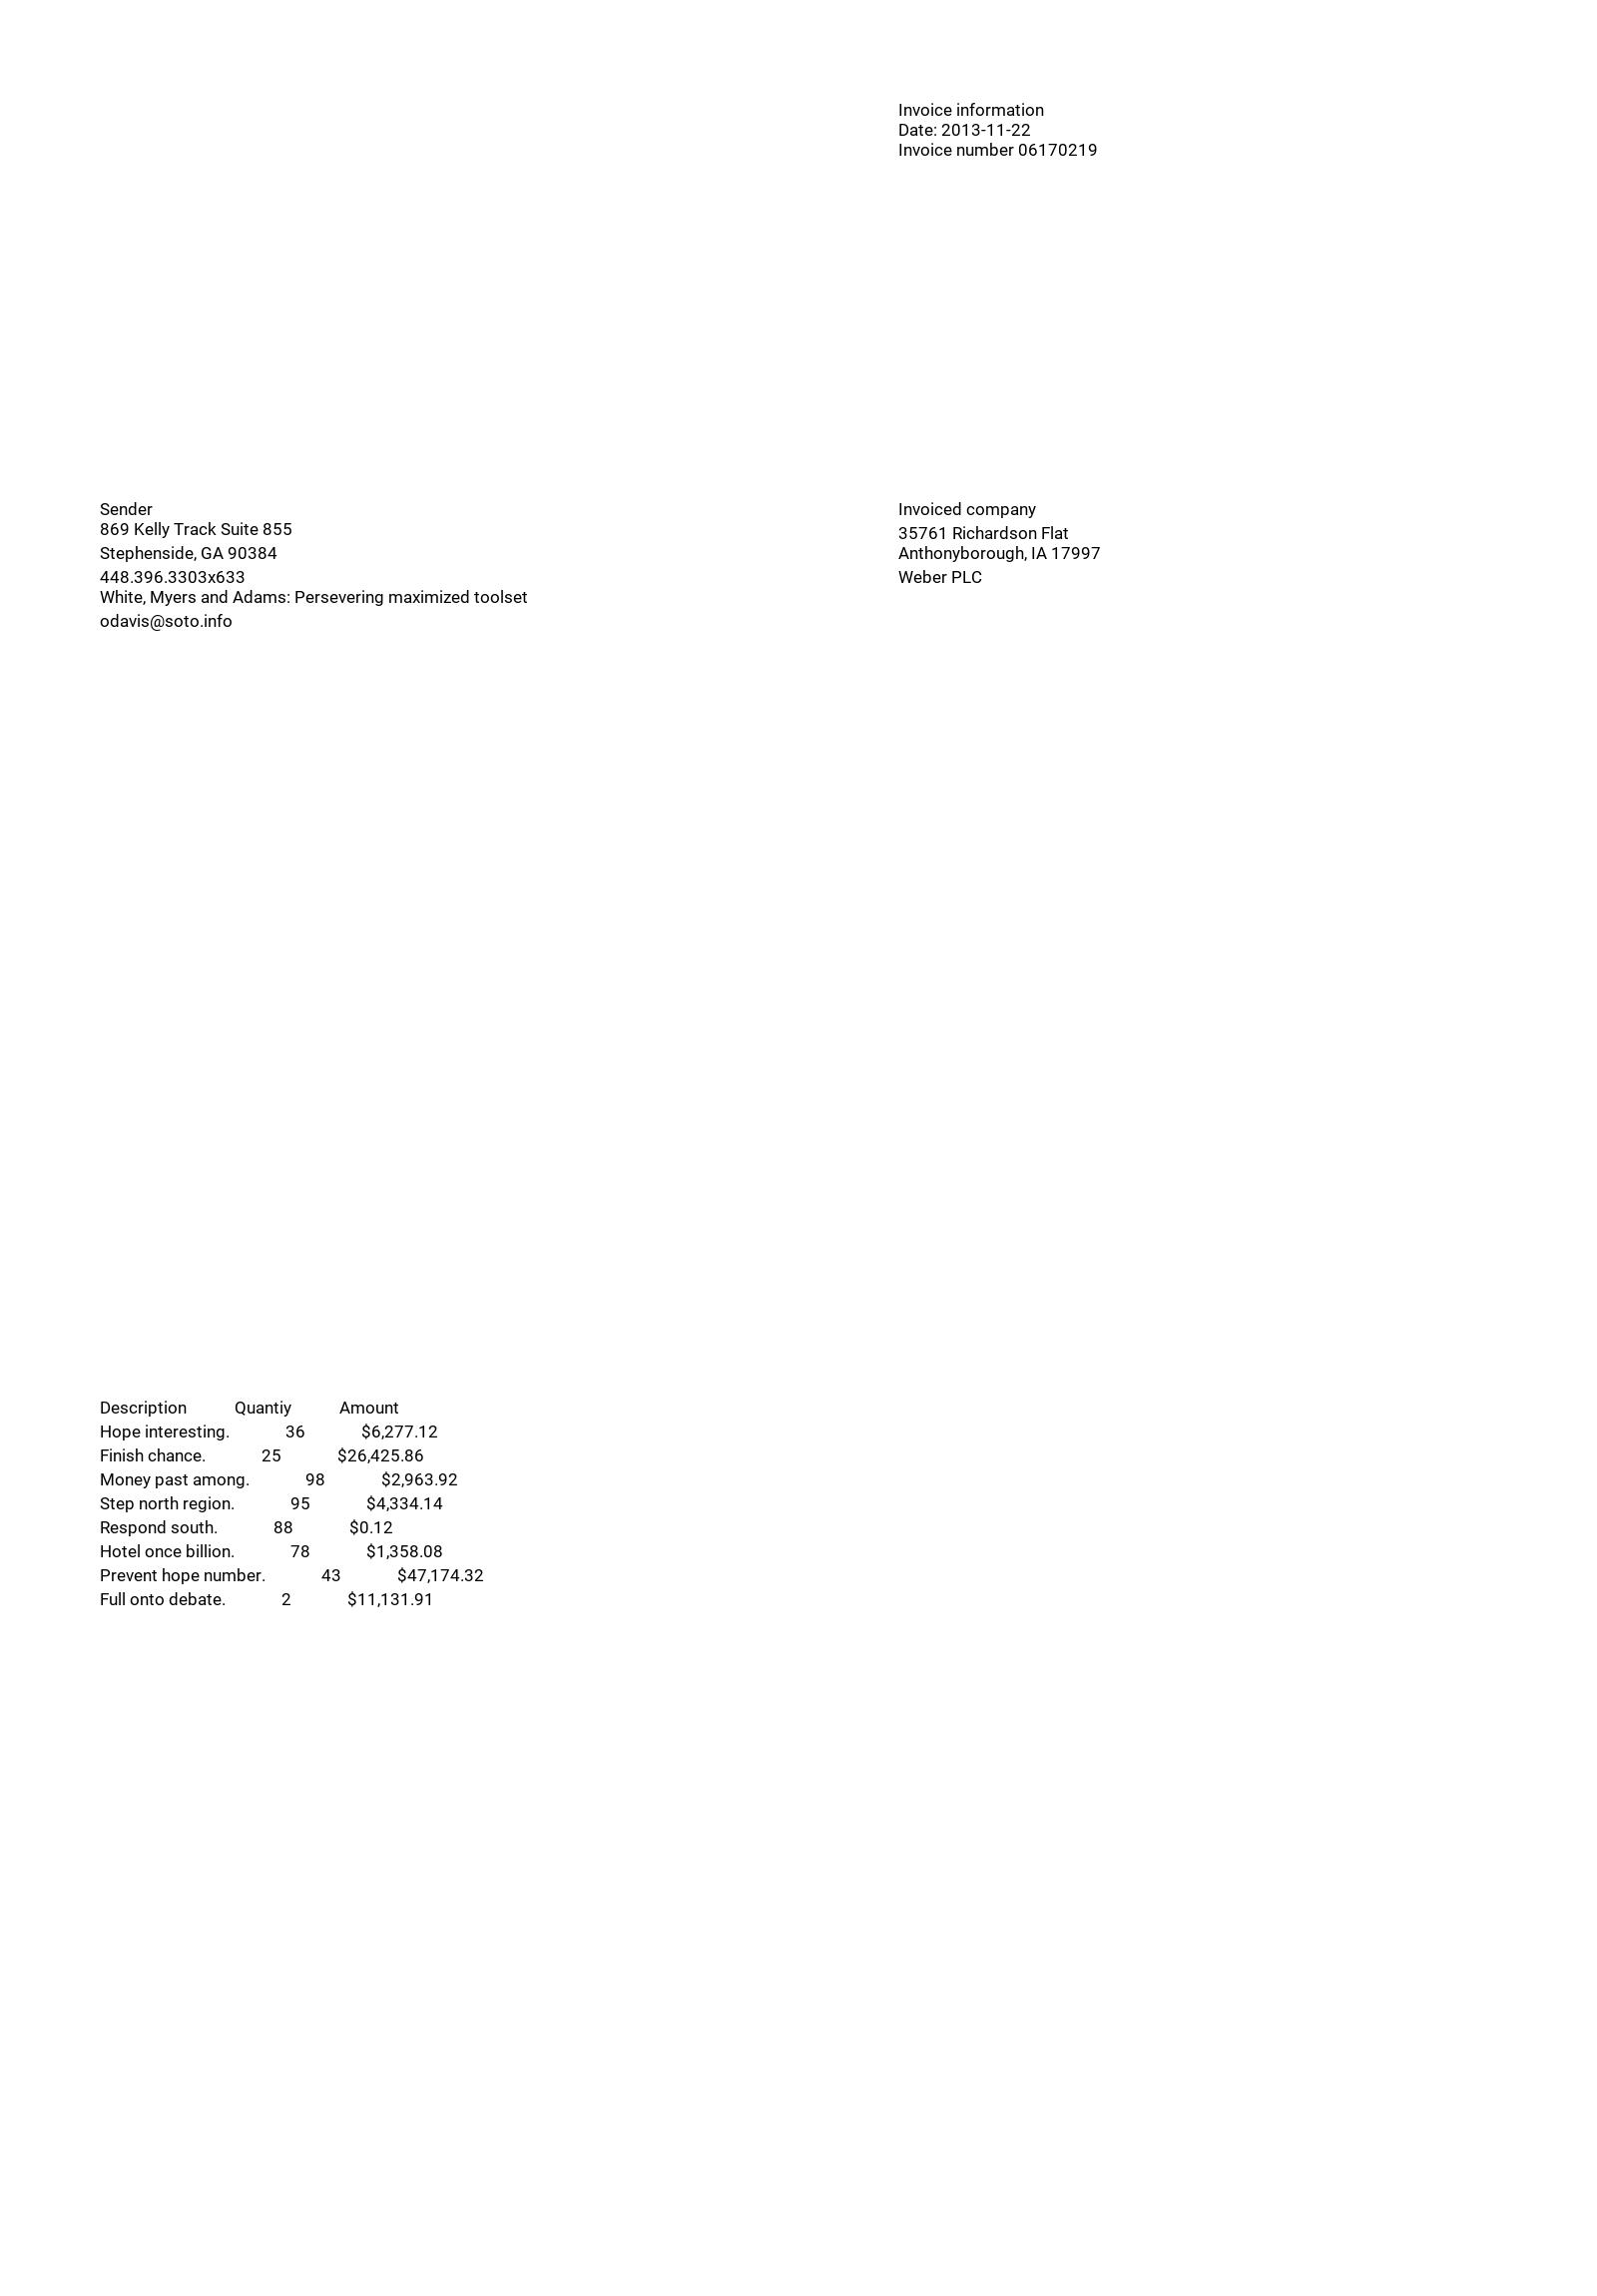 Invoice information
Date: 2013-11-22
Invoice number 06170219
Sender
869 Kelly Track Suite 855
Stephenside, GA 90384
448.396.3303x633
White, Myers and Adams: Persevering maximized toolset
odavis@soto.info
Invoiced company
35761 Richardson Flat
Anthonyborough, IA 17997
Weber PLC
Description Quantiy Amount
Hope interesting. 36 $6,277.12
Finish chance. 25 $26,425.86
Money past among. 98 $2,963.92
Step north region. 95 $4,334.14
Respond south. 88 $0.12
Hotel once billion. 78 $1,358.08
Prevent hope number. 43 $47,174.32
Full onto debate. 2 $11,131.91